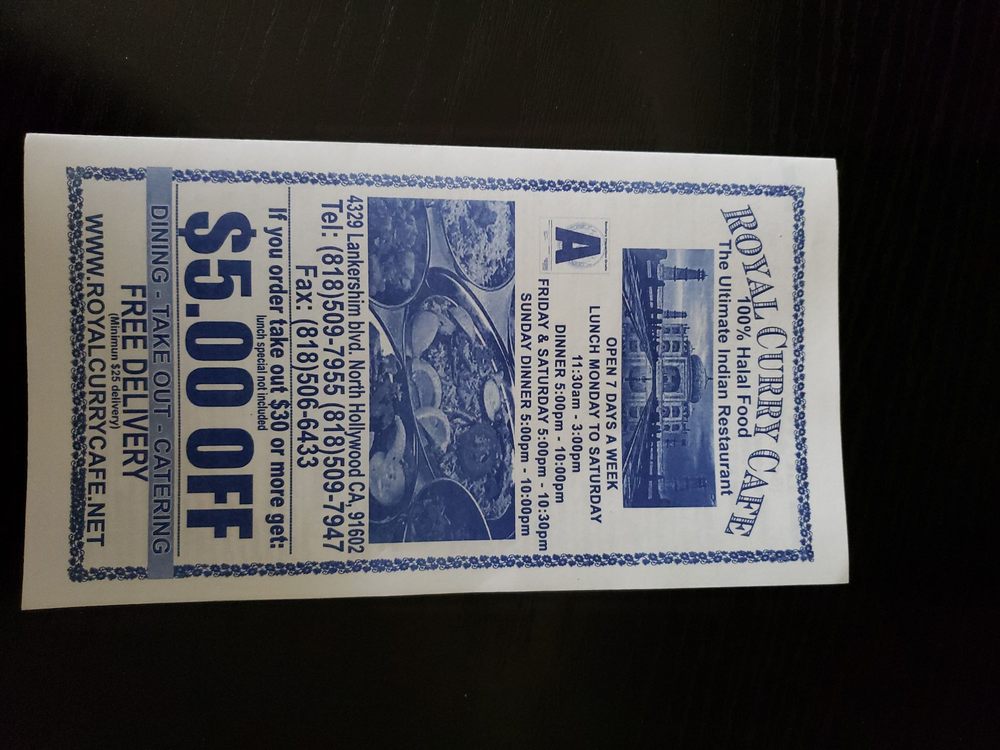 ROYAL CURRY CAFE
100% Halal Food
The Ultimate Indian Restaurant
A
OPEN 7 DAYS A WEEK
LUNCH MONDAY TO SATURDAY
11:30am - 3:00pm
DINNER 5:00pm - 10:00pm
FRIDAY & SATURDAY 5:00pm - 10:30pm
SUNDAY DINNER 5:00pm - 10:00pm
4329 Lankershim blvd. North Hollywood CA, 91602
Tel: (818)509-7955 (818)509-7947
Fax: (818)506-6433
If you order take out $30 or more get:
lunch special not included
$5.00 OFF
DINING - TAKE OUT - CATERING
FREE DELIVERY
(Minimun $25 delivery)
WWW.ROYALCURRYCAFE.NET